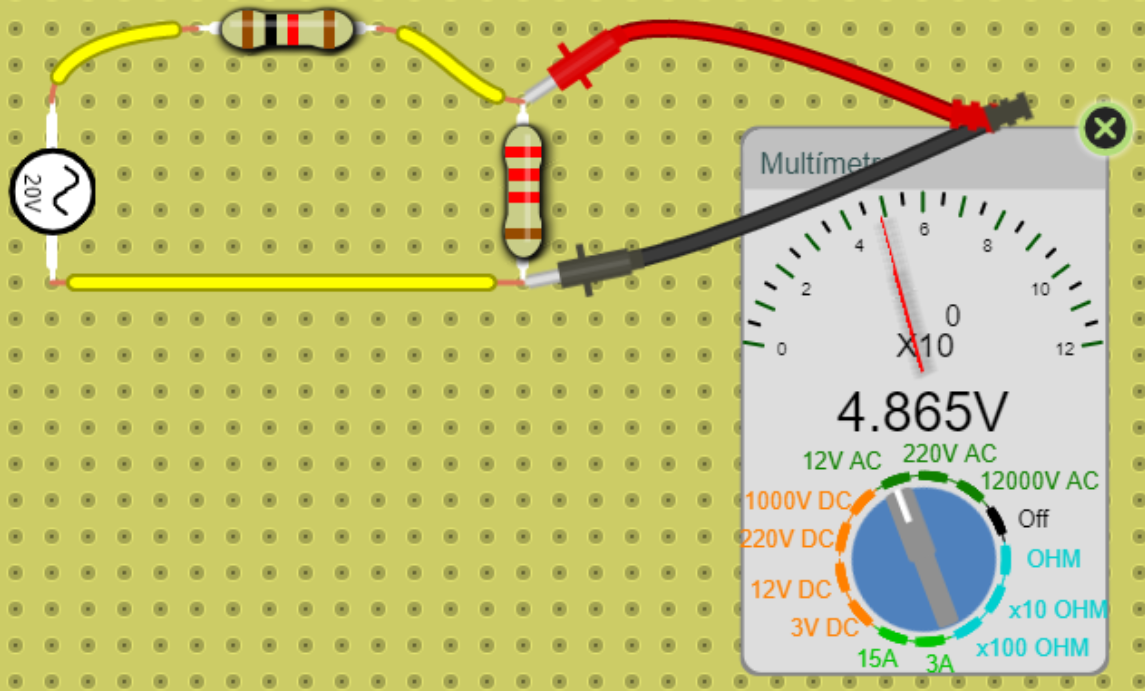 20V
Multímetr
0
2
4
6
8
10
12
0
X10
4.865V
12V AC
220V AC
12000V AC
Off
OHM
x10 OHM
x100 OHM
3A
15A
3V DC
12V DC
220V DC
1000V DC